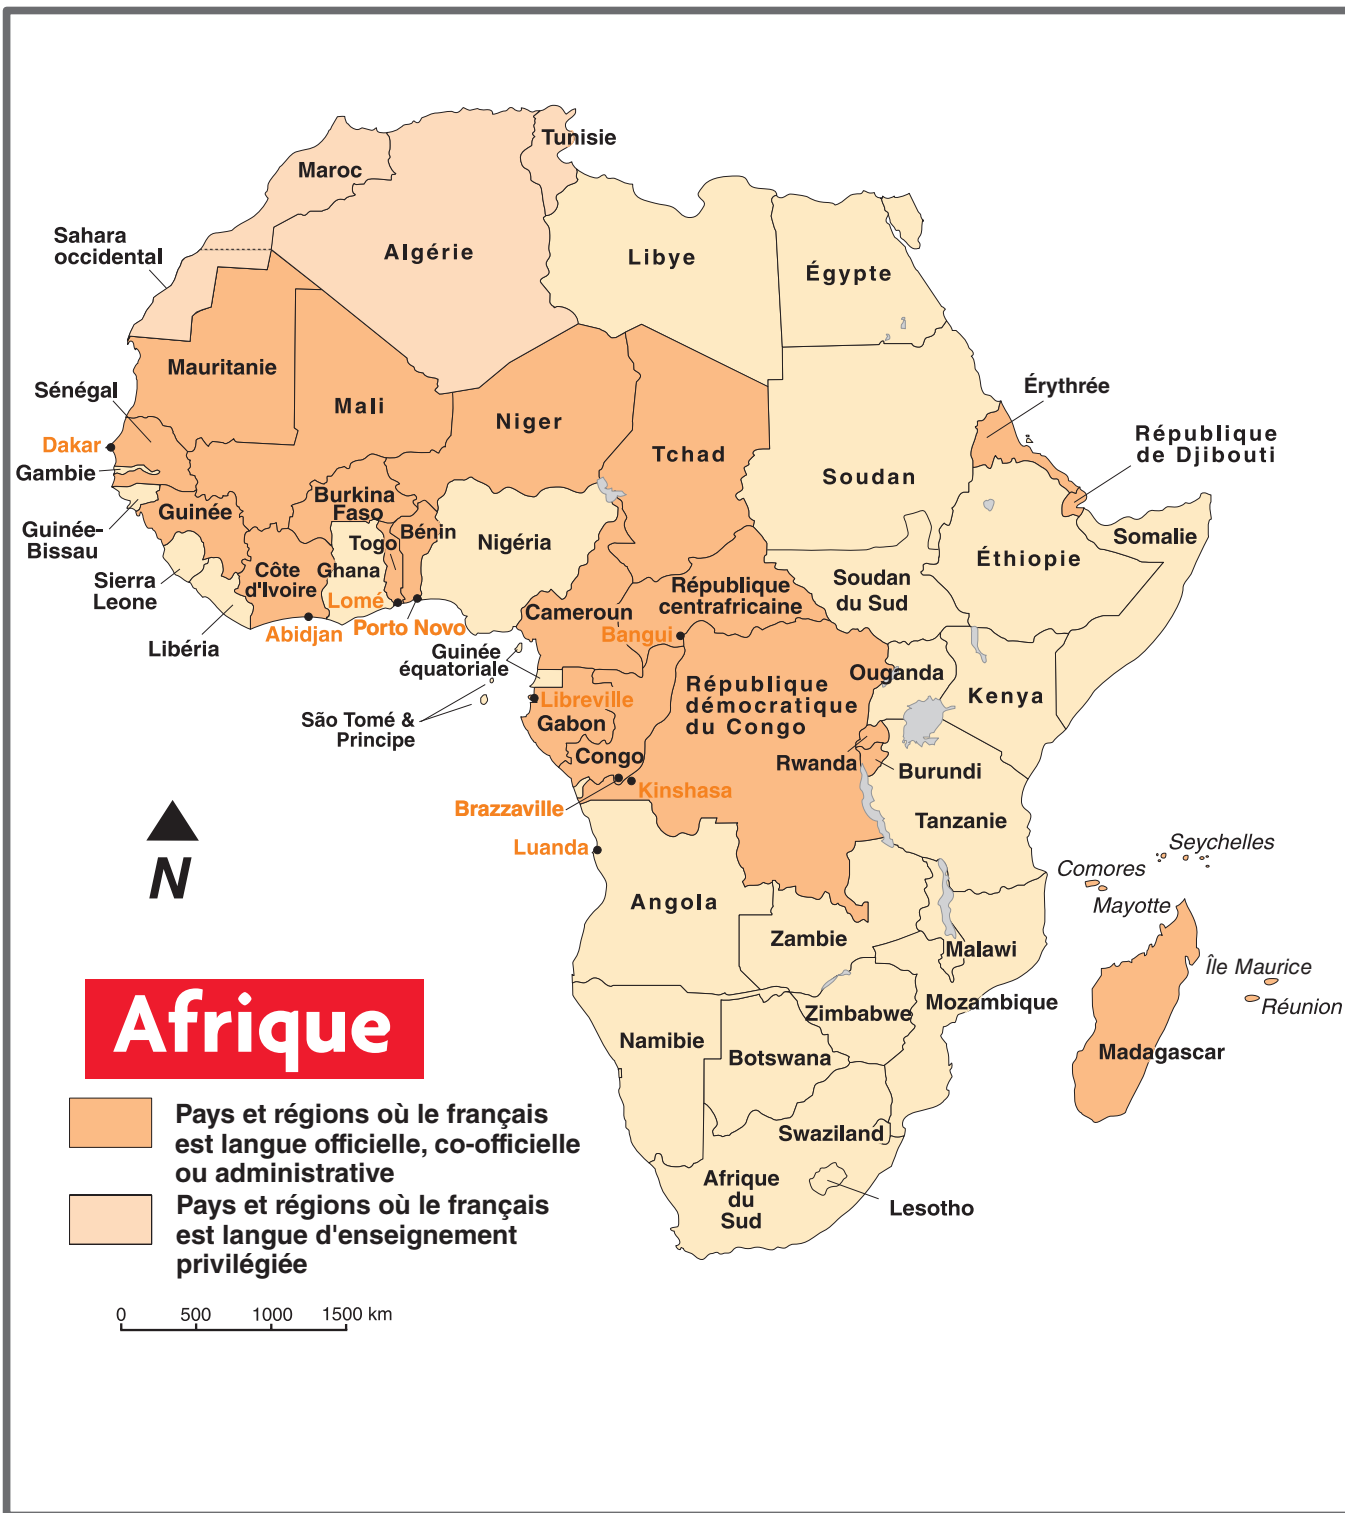 Tunisie
Maroc
Sahara
occidental
Algérie
Libye
Égypte
Mauritanie
Sénégal
Mali
Niger
Tchad
Érythrée
Dakar
République
de Djibouti
Gambie
Soudan
Burkina
Faso
Guinée
Bénin
Guinée-
Bissau
Togo
Nigéria
Somalie
Éthiopie
Sierra
Leone
Côte
d'Ivoire
Ghana
République
centrafricaine
Soudan
du Sud
Lomé
Cameroun
Abidjan
Porto Novo
Bangui
Libéria
Guinée
équatoriale
Ouganda
République
démocratique
du Congo
Kenya
Libreville
São Tomé &
Principe
Gabon
Congo
Rwanda
Burundi
Brazzaville
Kinshasa
Tanzanie
Luanda
Seychelles
Comores
N
Mayotte
Angola
Zambie
Malawi
Île Maurice
Mozambique
Réunion
Zimbabwe
Afrique
Namibie
Botswana
Madagascar
Pays et régions où le français
est langue officielle, co-officielle
ou administrative
Swaziland
Pays et régions où le français
est langue d'enseignement
privilégiée
Afrique
du
Sud
Lesotho
0 500 1000 1500 km